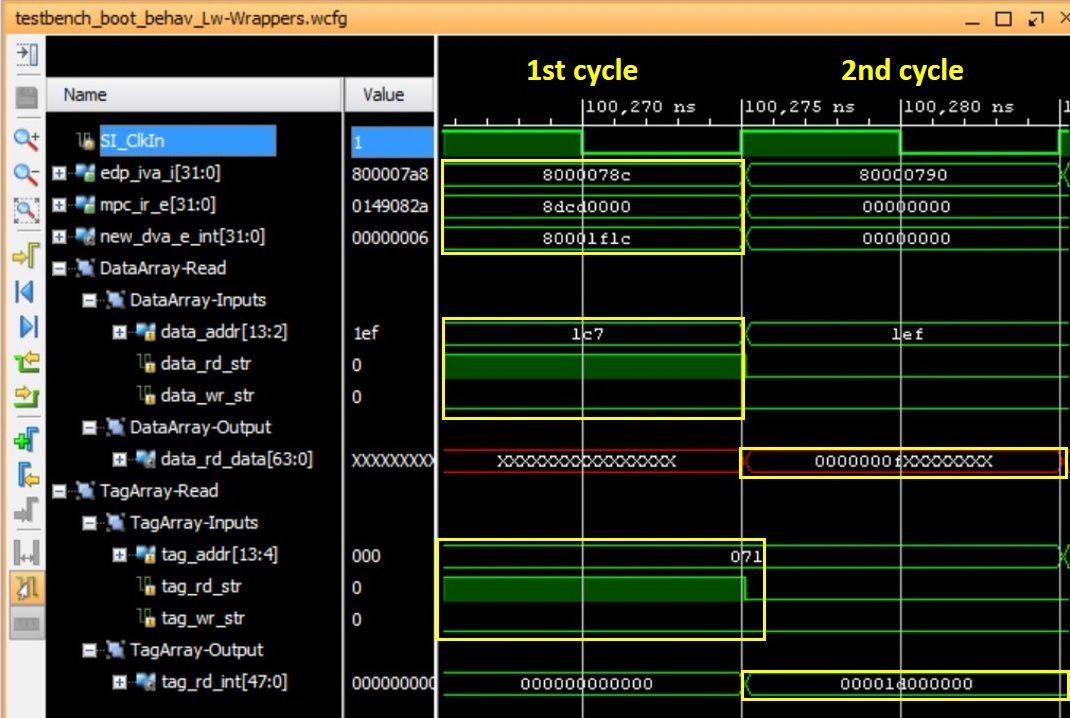 testbench_boot_behav_Lw-Wrappers.wcfg
1st cycle 2nd cycle
Name Value 100,270 ns 100,275 ns 100,280 ns
SI_ClkIn 1
edp_iva_i[31:0] 800007a8 8000078c 80000790
mpc_ir_e[31:0] 0149082a 8dcd0000 00000000
new_dva_e_int[31:0] 00000006 80001f1c 00000000
DataArray-Read
DataArray-Inputs
data_addr[13:2] 1ef 1c7 1ef
data_rd_str 0
data_wr_str 0
DataArray-Output
data_rd_data[63:0] XXXXXXXXX XXXXXXXXXXXXXXXX 0000000fXXXXXXXX
TagArray-Read
TagArray-Inputs
tag_addr[13:4] 000 071
tag_rd_str 0
tag_wr_str 0
TagArray-Output
tag_rd_int[47:0] 000000000 000000000000 00001d000000